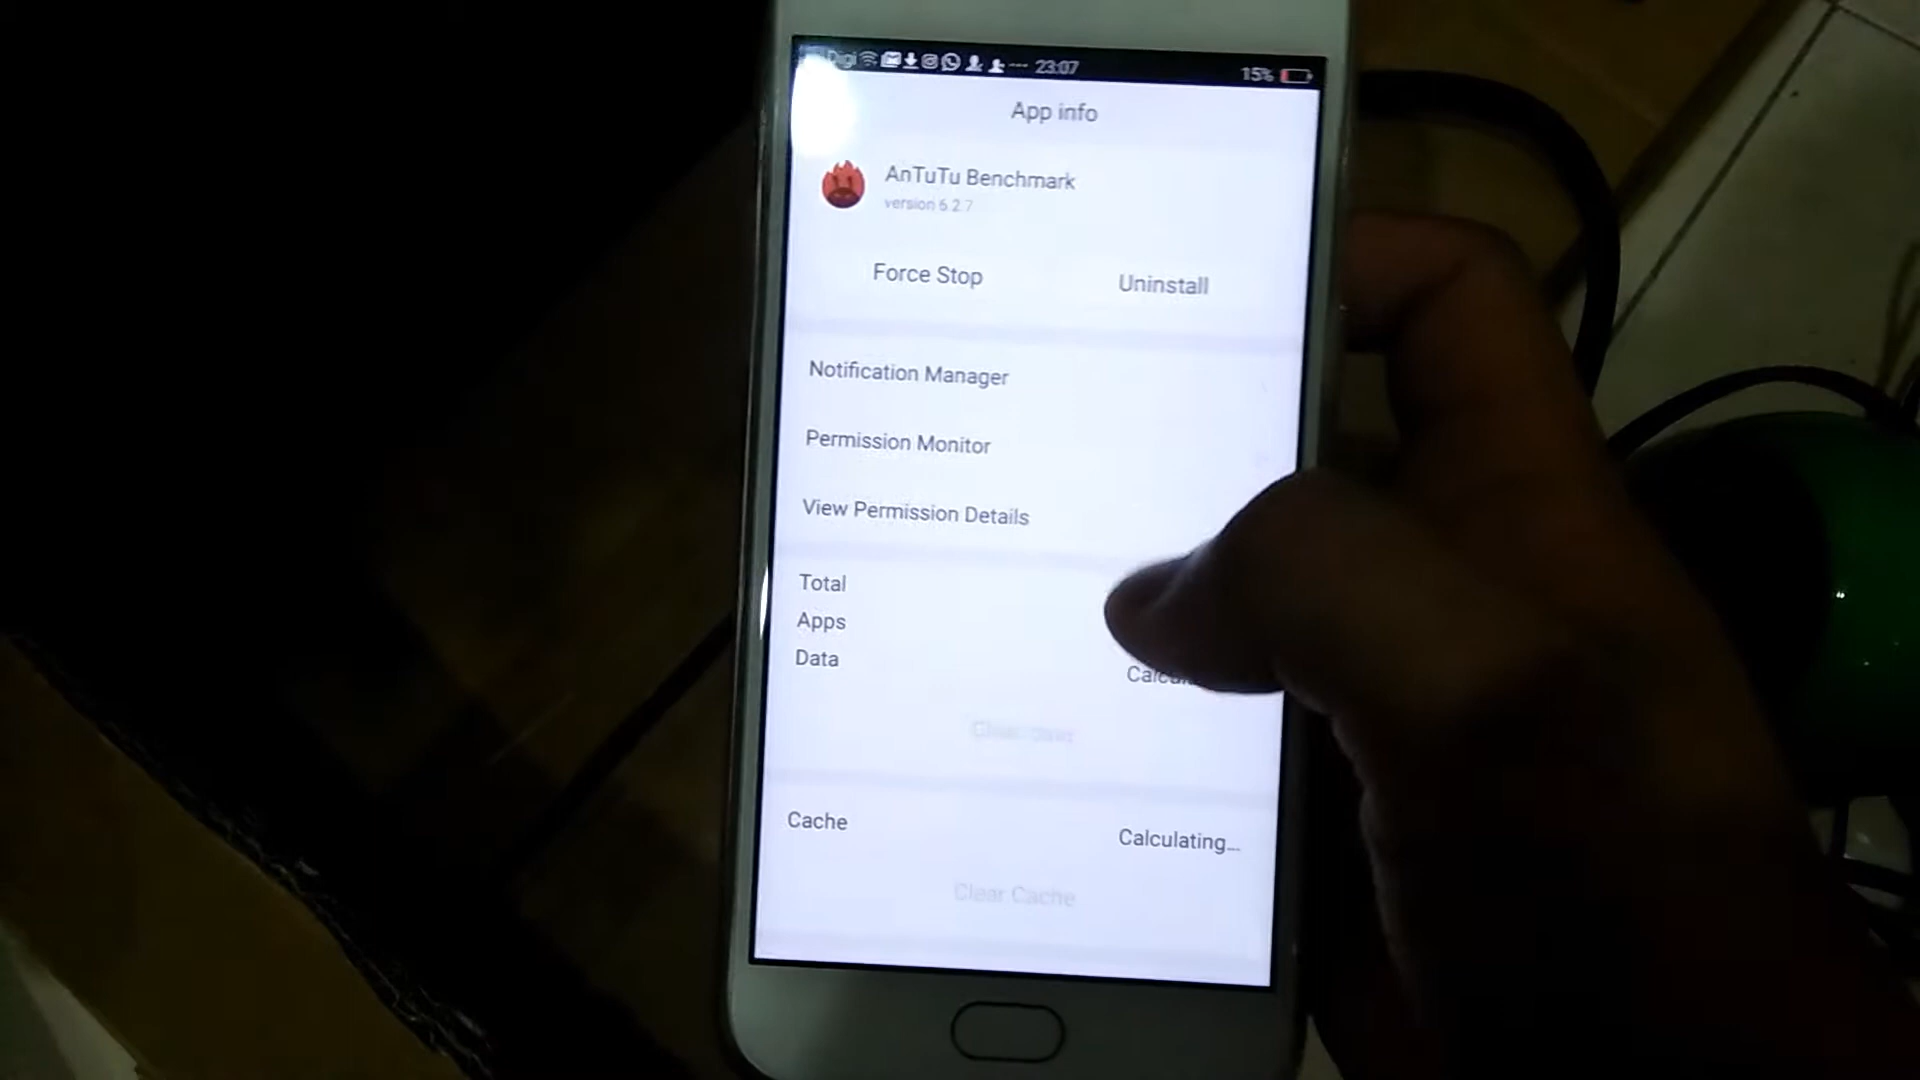 Digi 23:07 15%
App info
AnTuTu Benchmark
version 6.2.7
Force Stop Uninstall
Notification Manager
Permission Monitor
View Permission Details
Total
Apps
Data
Clear data
Cache Calculating...
Clear Cache